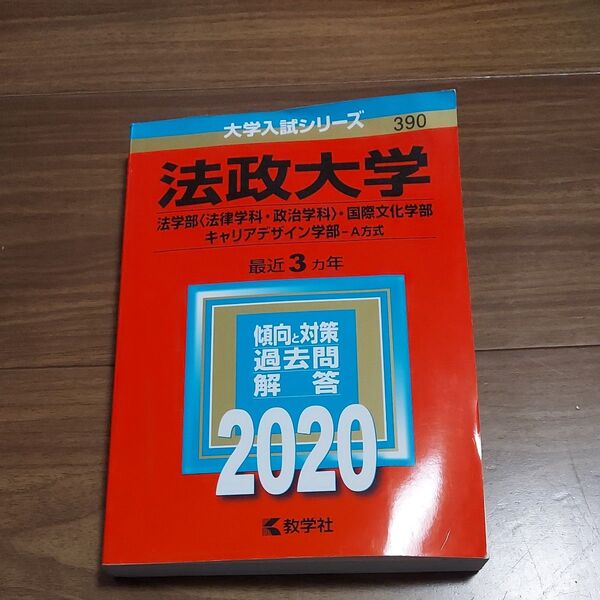 大学入試シリーズ 390
法政大学
法学部〈法律学科・政治学科〉・国際文化学部
キャリアデザイン学部－A方式
最近3カ年
傾向と対策
過去問
解答
2020
教学社